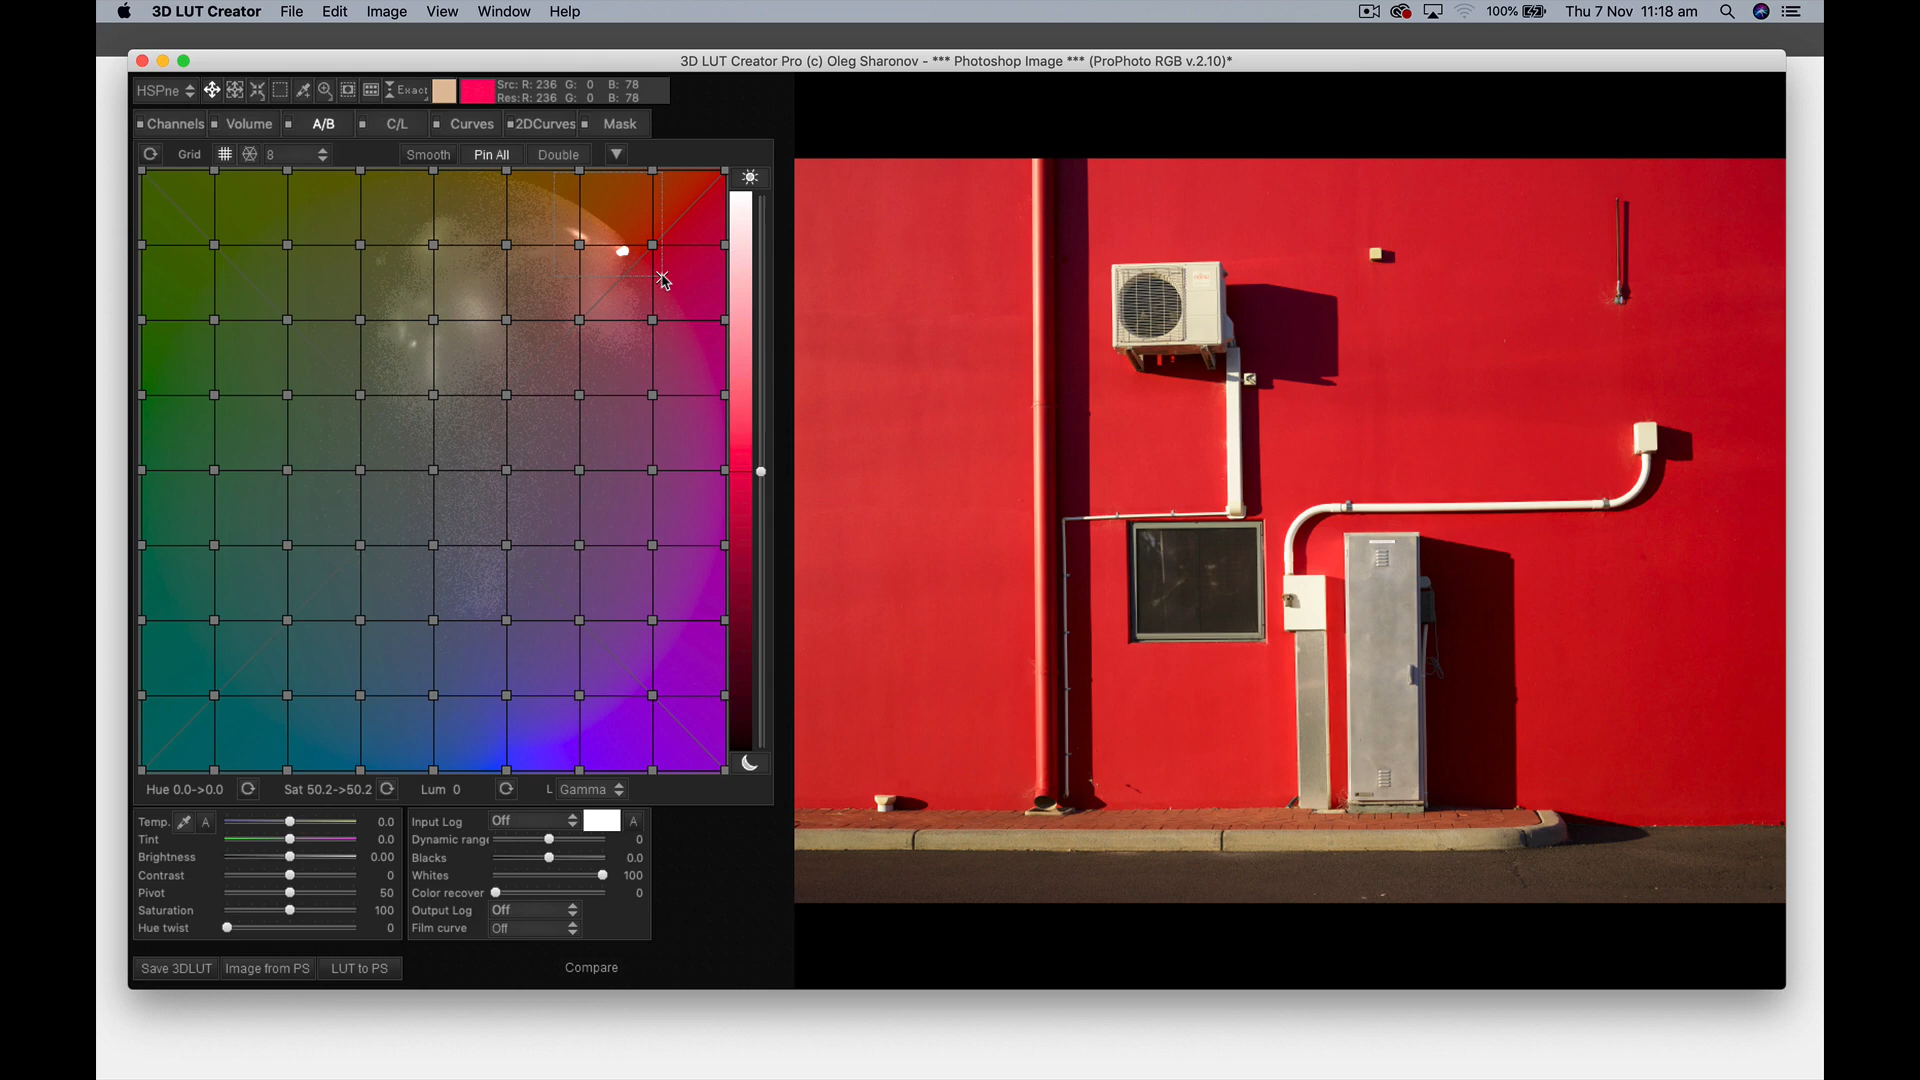 3D LUT Creator File Edit Image View Window Help 100% Thu 7 Nov 11:18 am
3D LUT Creator Pro (c) Oleg Sharonov - *** Photoshop Image *** (ProPhoto RGB v.2.10)*
HSPne Exact Src: R: 236 G: 0 B: 78
Res: R: 236 G: 0 B: 78
Channels Volume A/B C/L Curves 2DCurves Mask
Grid 8 Smooth Pin All Double
Hue 0.0->0.0 Sat 50.2->50.2 Lum 0 L Gamma
Temp. A 0.0 Input Log Off A
Tint 0.0 Dynamic range 0
Brightness 0.00 Blacks 0.0
Contrast 0 Whites 100
Pivot 50 Color recover 0
Saturation 100 Output Log Off
Hue twist 0 Film curve Off
Save 3DLUT Image from PS LUT to PS Compare